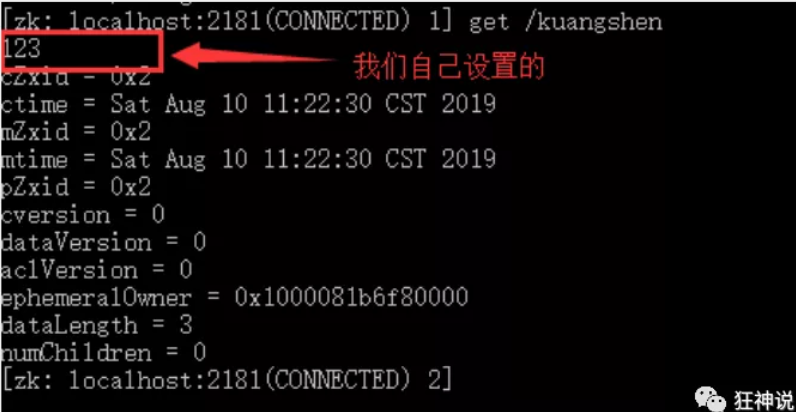 [zk: localhost:2181(CONNECTED) 1] get /kuangshen
123
我们自己设置的
cZxid = 0x2
ctime = Sat Aug 10 11:22:30 CST 2019
mZxid = 0x2
mtime = Sat Aug 10 11:22:30 CST 2019
pZxid = 0x2
cversion = 0
dataVersion = 0
aclVersion = 0
ephemeralOwner = 0x1000081b6f80000
dataLength = 3
numChildren = 0
[zk: localhost:2181(CONNECTED) 2]
狂神说